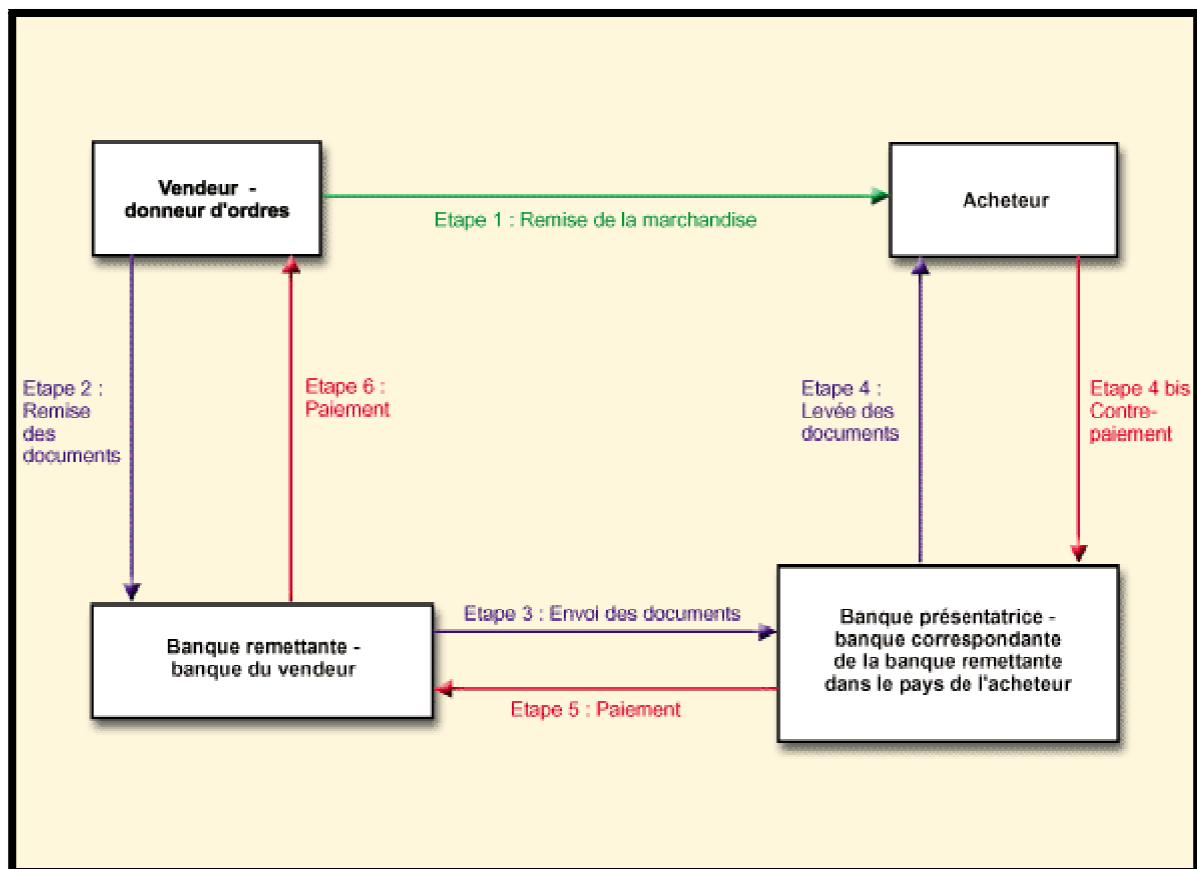 Vendeur -
donneur d'ordres
Acheteur
Etape 1 : Remise de la marchandise
Etape 2 :
Remise
des
documents
Etape 6 :
Paiement
Etape 4 :
Levée des
documents
Etape 4 bis
Contre-
paiement
Banque remettante -
banque du vendeur
Etape 3 : Envoi des documents
Etape 5 : Paiement
Banque présentatrice -
banque correspondante
de la banque remettante
dans le pays de l'acheteur